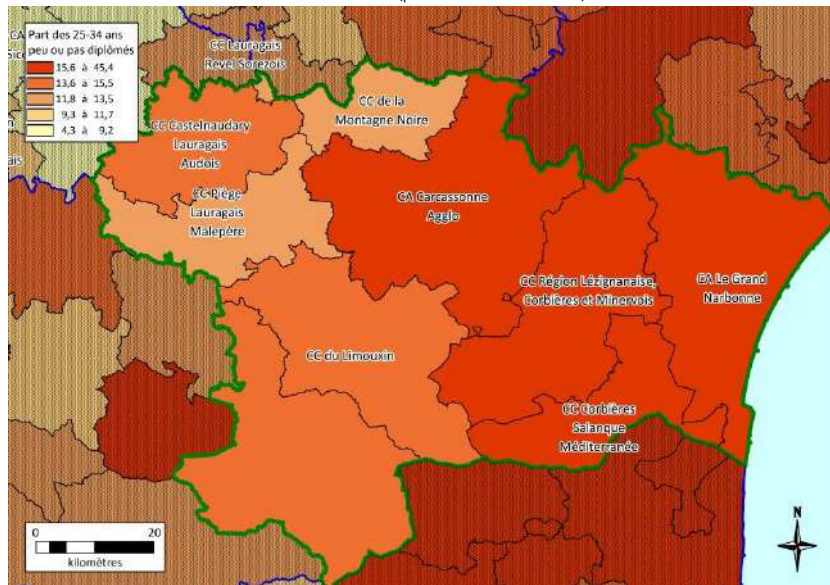 Part des 25-34 ans
peu ou pas diplômés
15,6 à 45,4
13,6 à 15,5
11,8 à 13,5
9,3 à 11,7
4,3 à 9,2
CA
CC Lauragais
Revel Sorezois
CC de la
Montagne Noire
CC Castelnaudary
Lauragais
Audois
CC Piège
Lauragais
Malepère
CA Carcassonne
Agglo
CC Région Lézignanaise,
Corbières et Minervois
CA Le Grand
Narbonne
CC du Limouxin
CC Corbières
Salanque
Méditerranée
0 20
kilomètres
N